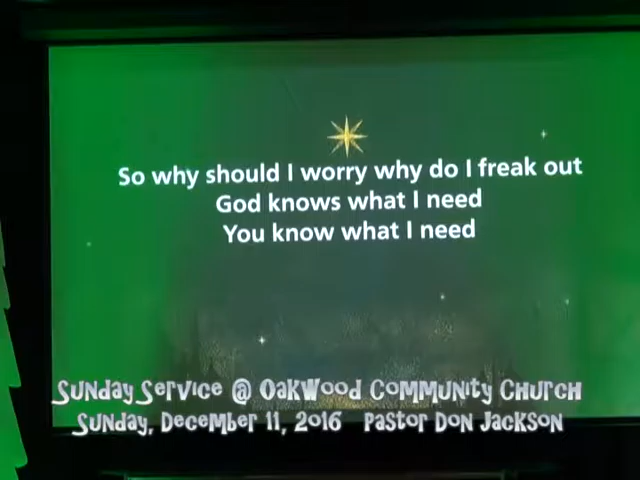 So why should I worry why do I freak out
God knows what I need
You know what I need
Sunday Service @ Oakwood Community Church
Sunday, December 11, 2016 Pastor Don Jackson